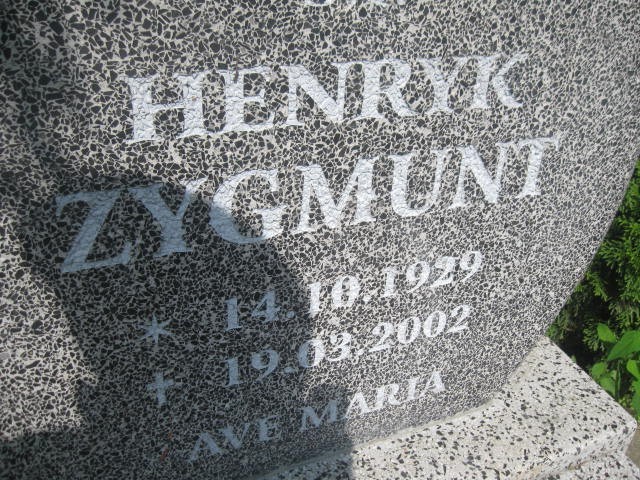 HENRYK
ZYGMUNT
* 14.10.1929
✝ 19.03.2002
AVE MARIA